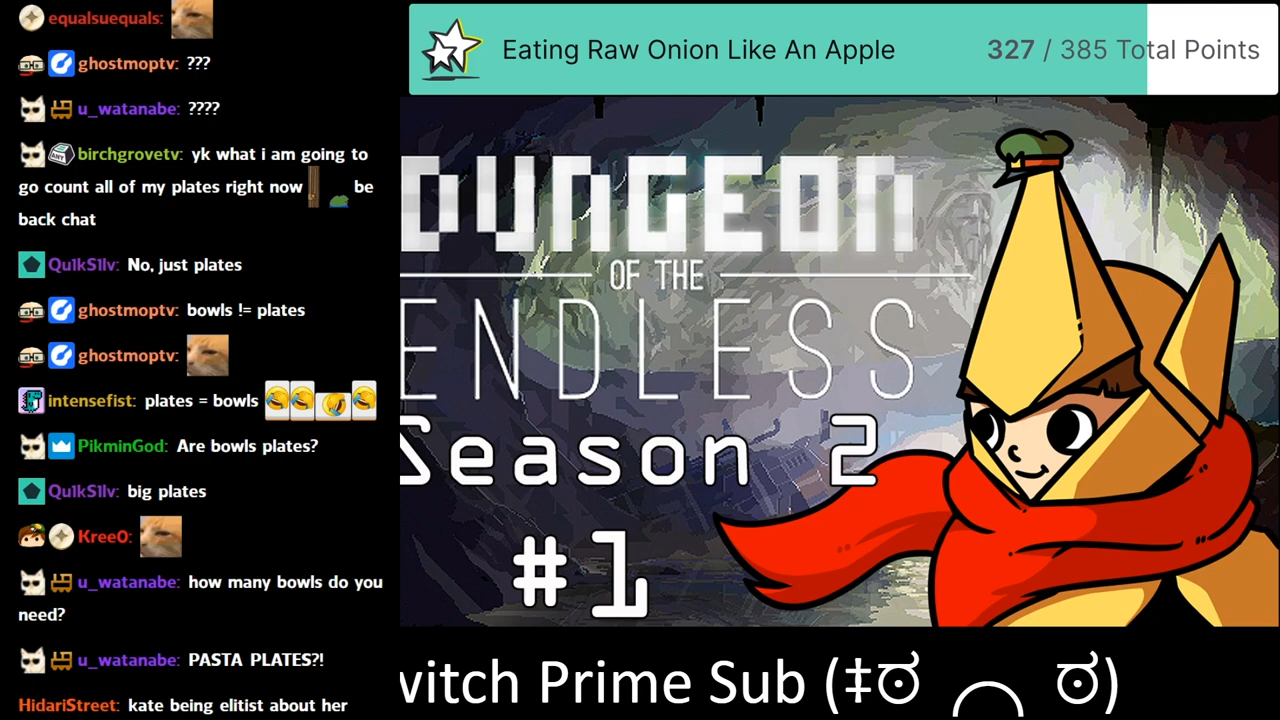 equalsuequals:
ghostmoptv: ???
u_watanabe: ????
birchgrovetv: yk what i am going to
go count all of my plates right now be
back chat
Qu1kS1lv: No, just plates
ghostmoptv: bowls != plates
ghostmoptv:
intensefist: plates = bowls
PikminGod: Are bowls plates?
Qu1kS1lv: big plates
KreeO:
u_watanabe: how many bowls do you
need?
u_watanabe: PASTA PLATES?!
HidariStreet: kate being elitist about her
7 Eating Raw Onion Like An Apple 327 / 385 Total Points
DUNGEON
OF THE
ENDLESS
Season 2
#1
witch Prime Sub (‡ಠ ⁔ ಠ)